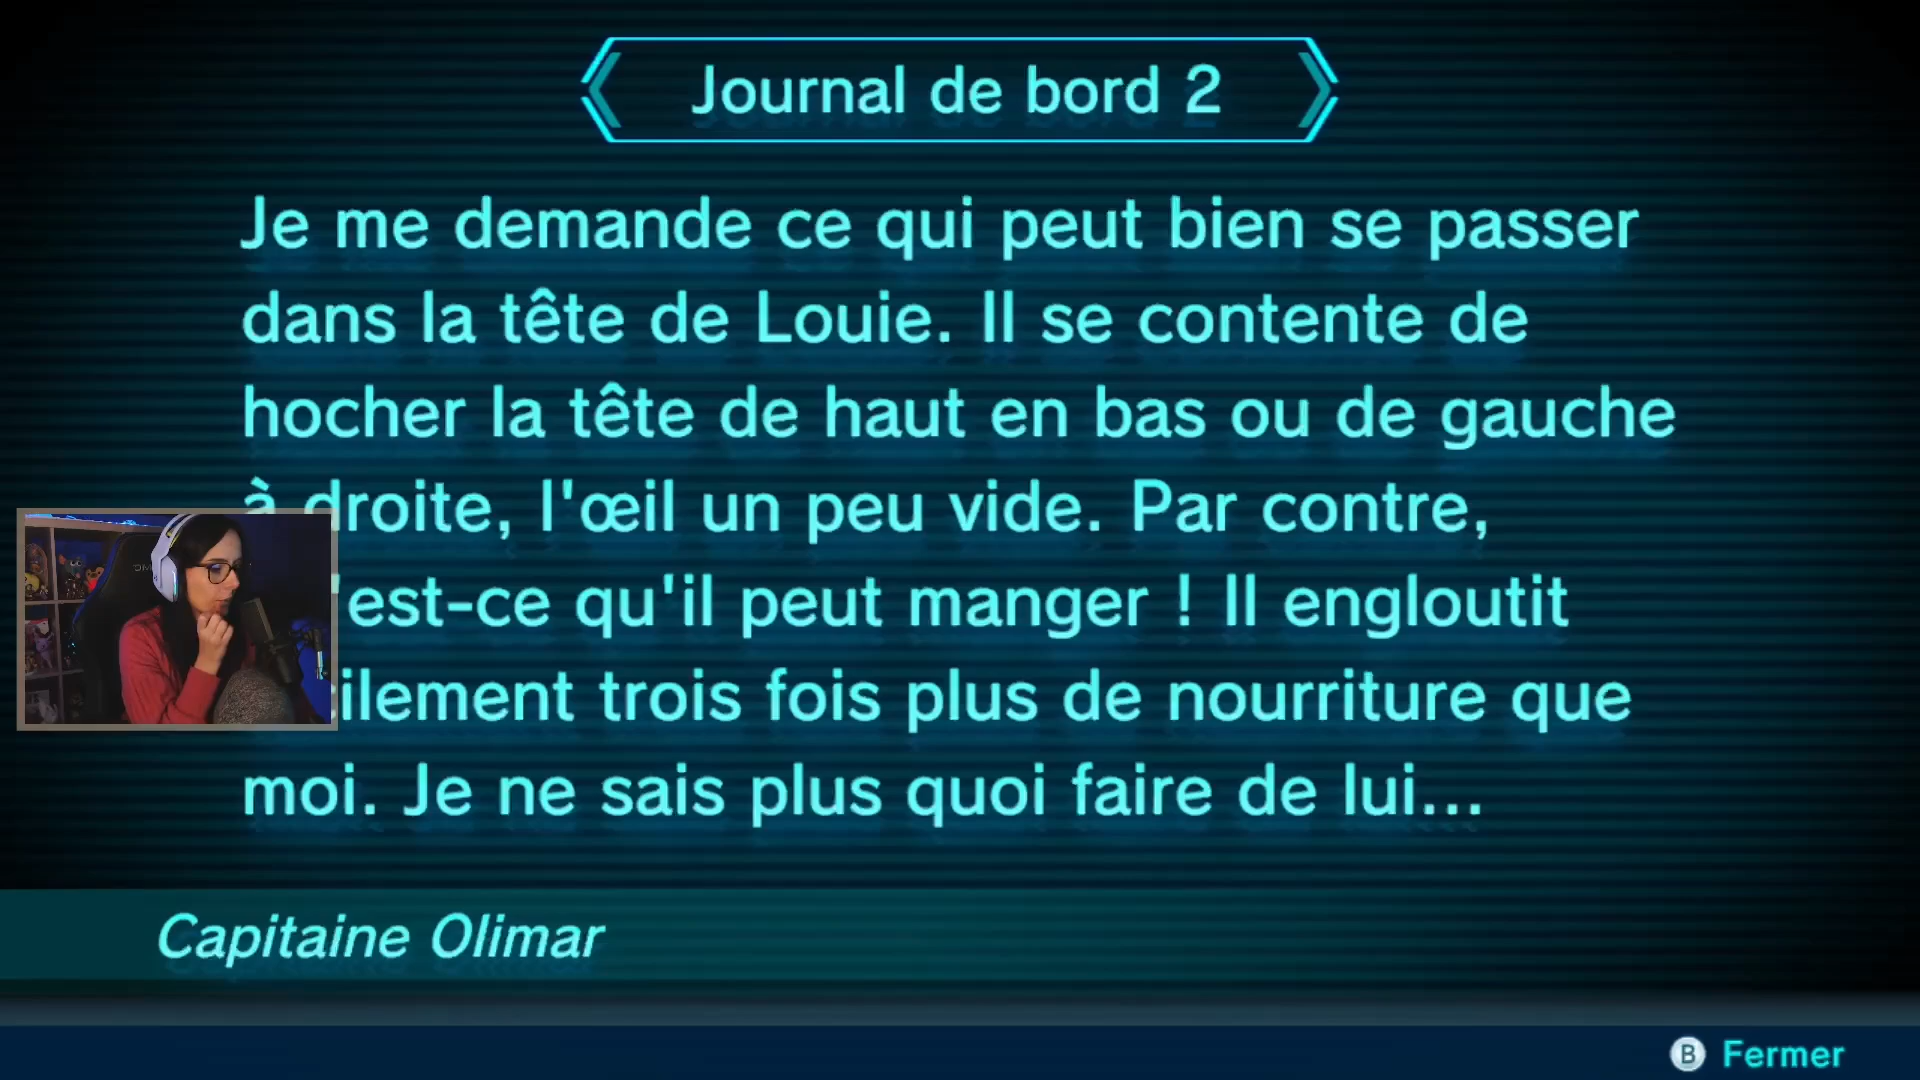 Journal de bord 2
Je me demande ce qui peut bien se passer
dans la tête de Louie. Il se contente de
hocher la tête de haut en bas ou de gauche
à droite, l'œil un peu vide. Par contre,
'est-ce qu'il peut manger ! Il engloutit
cilement trois fois plus de nourriture que
moi. Je ne sais plus quoi faire de lui...
Capitaine Olimar
B Fermer